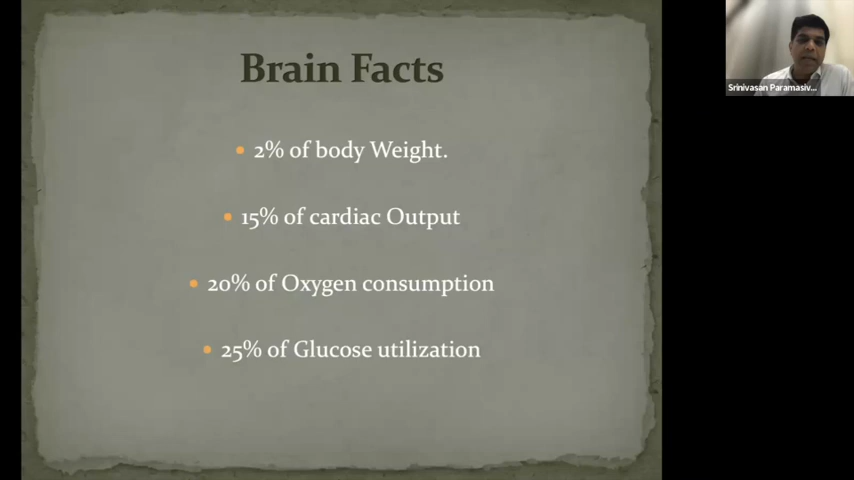 Brain Facts
• 2% of body Weight.
• 15% of cardiac Output
• 20% of Oxygen consumption
• 25% of Glucose utilization
Srinivasan Paramasiv...